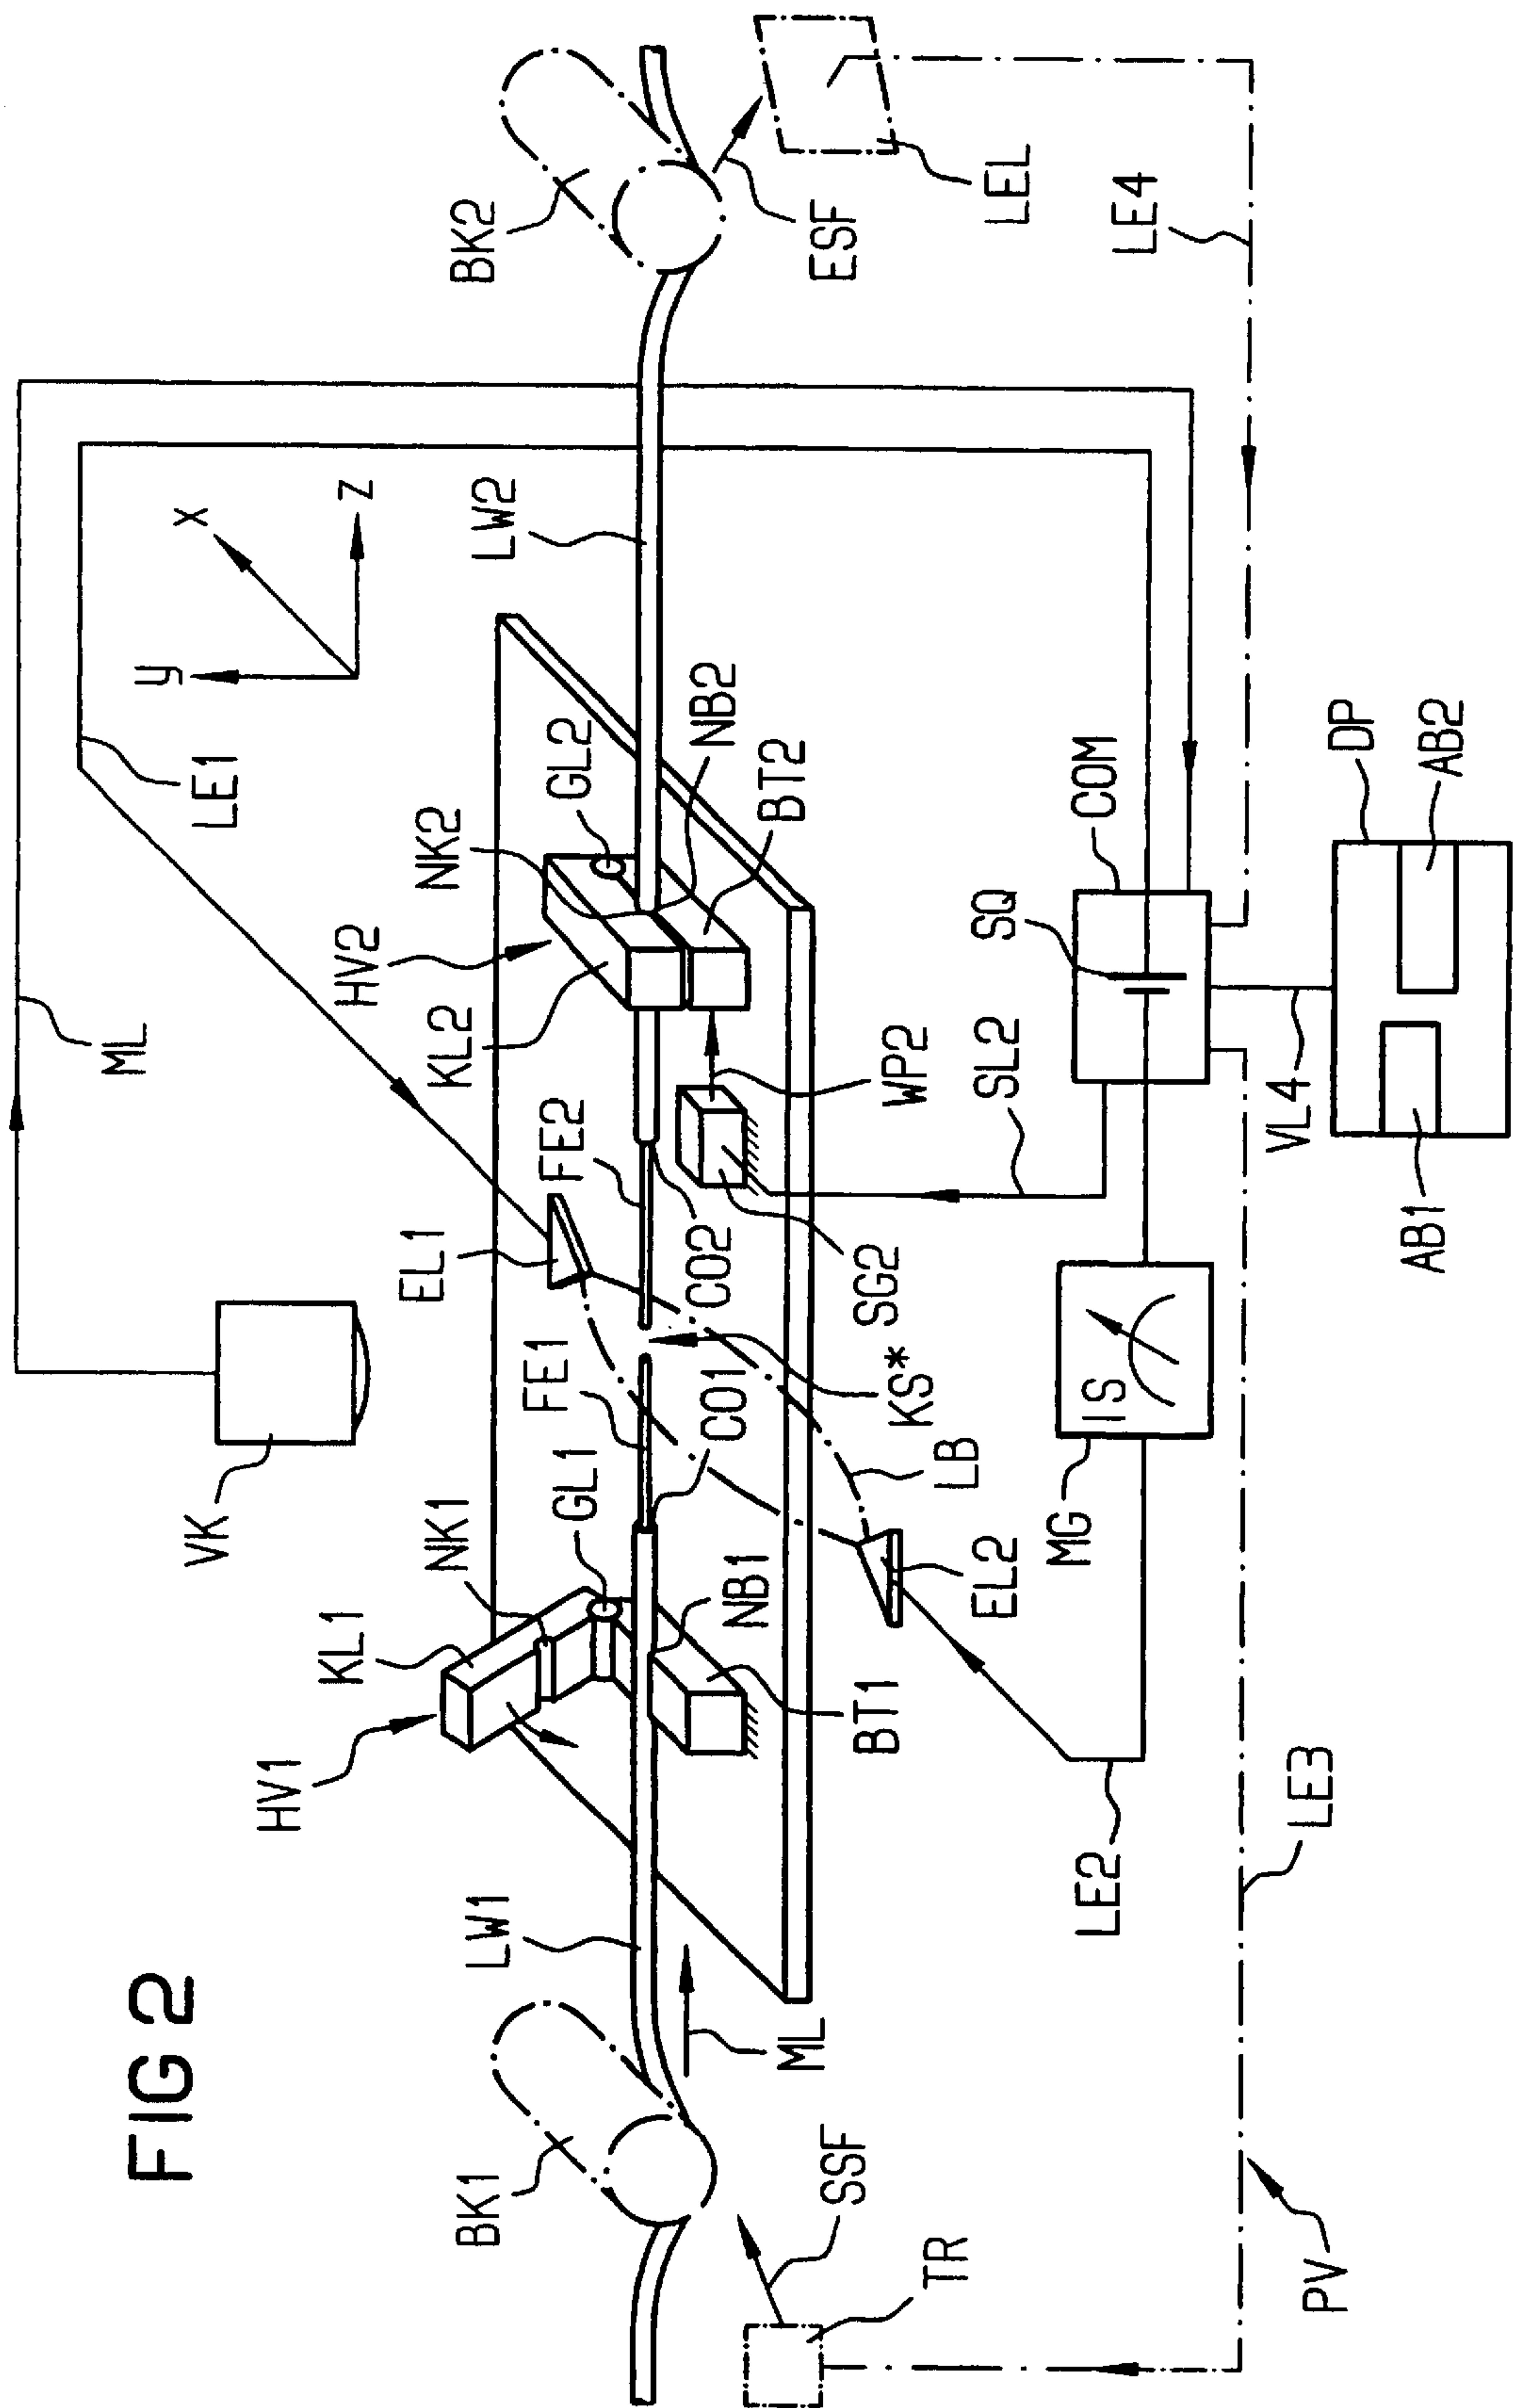 FIG 2
ML
LE1
y
x
z
VK
EL1
HV2
KL2
NK2
GL2
NB2
BT2
LW2
BK2
ESF
LEL
LE4
HV1
KL1
NK1
GL1
FE1
FE2
CO1
CO2
NB1
BT1
LW1
BK1
ML
SSF
TR
KS*
SG2
WP2
SL2
LB
EL2
LE2
MG
IS
SQ
COM
VL4
DP
AB1
AB2
LE3
PV